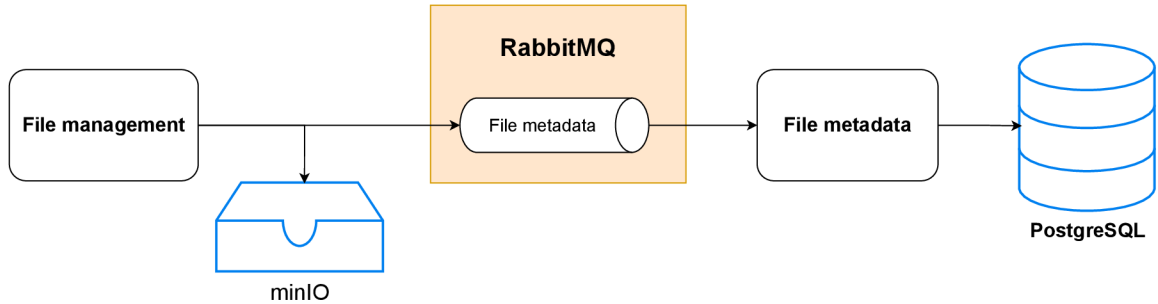 RabbitMQ
File management
File metadata
File metadata
PostgreSQL
minIO